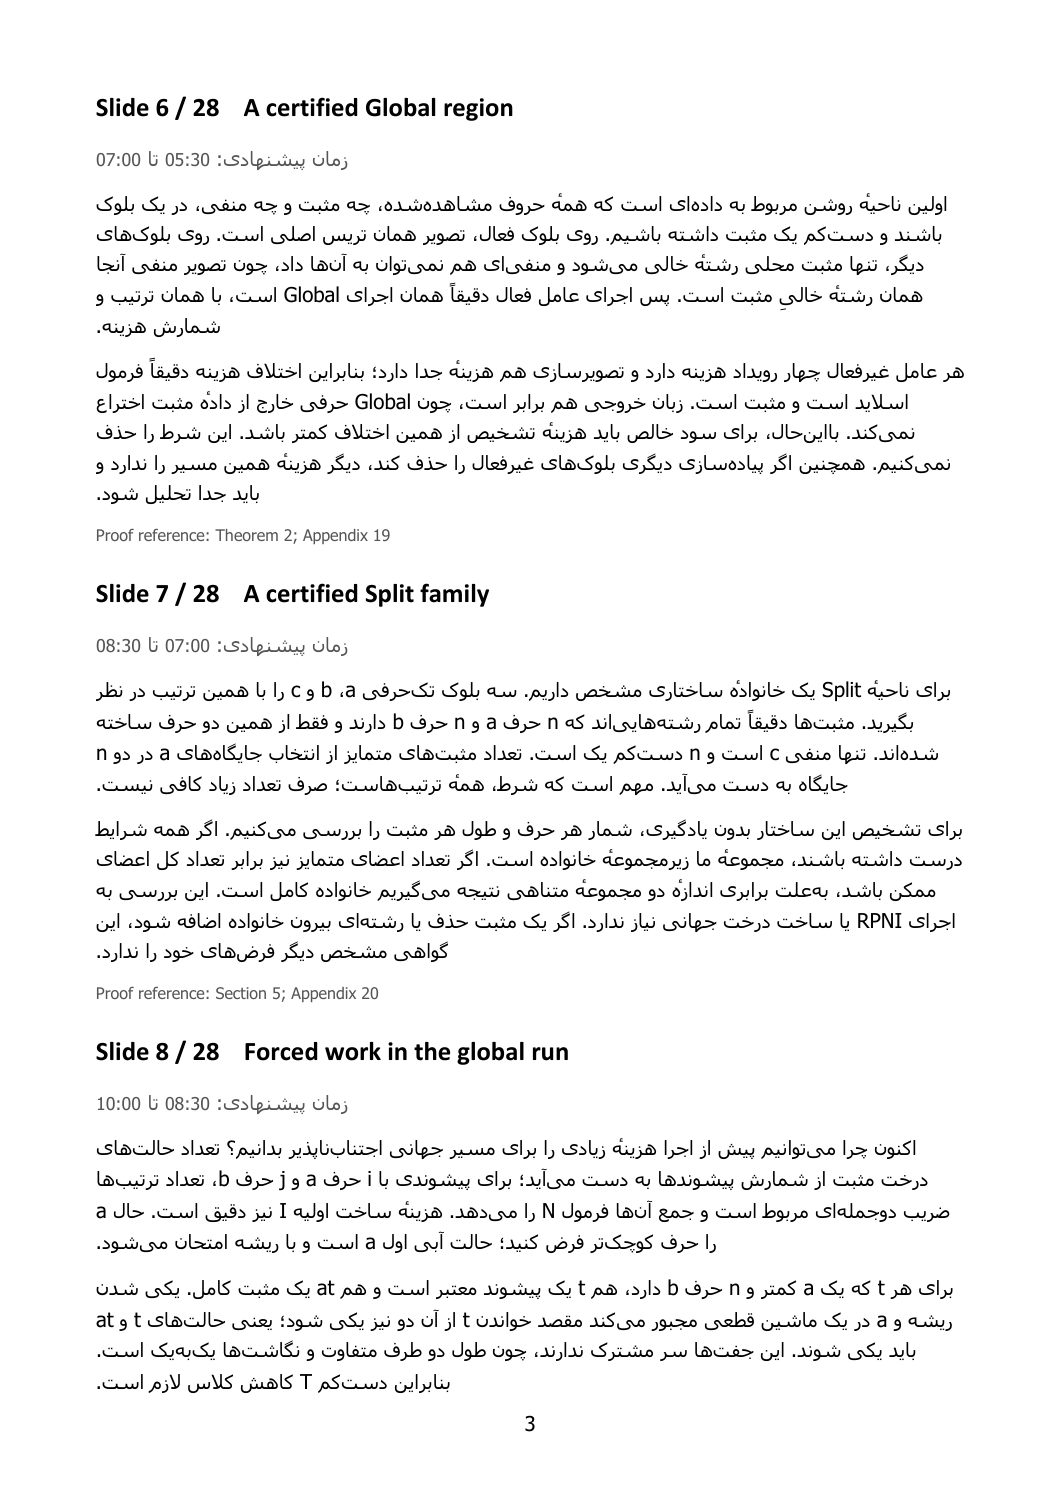 Slide 6 / 28 A certified Global region
زمان پیشنهادی: 05:30 تا 07:00
اولین ناحیهٔ روشن مربوط به داده‌ای است که همهٔ حروف مشاهده‌شده، چه مثبت و چه منفی، در یک بلوک
باشند و دست‌کم یک مثبت داشته باشیم. روی بلوک فعال، تصویر همان تریس اصلی است. روی بلوک‌های
دیگر، تنها مثبت محلی رشتهٔ خالی می‌شود و منفی‌ای هم نمی‌توان به آن‌ها داد، چون تصویر منفی آنجا
همان رشتهٔ خالیِ مثبت است. پس اجرای عامل فعال دقیقاً همان اجرای Global است، با همان ترتیب و
شمارش هزینه.
هر عامل غیرفعال چهار رویداد هزینه دارد و تصویرسازی هم هزینهٔ جدا دارد؛ بنابراین اختلاف هزینه دقیقاً فرمول
اسلاید است و مثبت است. زبان خروجی هم برابر است، چون Global حرفی خارج از دادهٔ مثبت اختراع
نمی‌کند. بااین‌حال، برای سود خالص باید هزینهٔ تشخیص از همین اختلاف کمتر باشد. این شرط را حذف
نمی‌کنیم. همچنین اگر پیاده‌سازی دیگری بلوک‌های غیرفعال را حذف کند، دیگر هزینهٔ همین مسیر را ندارد و
باید جدا تحلیل شود.
Proof reference: Theorem 2; Appendix 19
Slide 7 / 28 A certified Split family
زمان پیشنهادی: 07:00 تا 08:30
برای ناحیهٔ Split یک خانوادهٔ ساختاری مشخص داریم. سه بلوک تک‌حرفی a، b و c را با همین ترتیب در نظر
بگیرید. مثبت‌ها دقیقاً تمام رشته‌هایی‌اند که n حرف a و n حرف b دارند و فقط از همین دو حرف ساخته
شده‌اند. تنها منفی c است و n دست‌کم یک است. تعداد مثبت‌های متمایز از انتخاب جایگاه‌های a در دو n
جایگاه به دست می‌آید. مهم است که شرط، همهٔ ترتیب‌هاست؛ صرف تعداد زیاد کافی نیست.
برای تشخیص این ساختار بدون یادگیری، شمار هر حرف و طول هر مثبت را بررسی می‌کنیم. اگر همه شرایط
درست داشته باشند، مجموعهٔ ما زیرمجموعهٔ خانواده است. اگر تعداد اعضای متمایز نیز برابر تعداد کل اعضای
ممکن باشد، به‌علت برابری اندازهٔ دو مجموعهٔ متناهی نتیجه می‌گیریم خانواده کامل است. این بررسی به
اجرای RPNI یا ساخت درخت جهانی نیاز ندارد. اگر یک مثبت حذف یا رشته‌ای بیرون خانواده اضافه شود، این
گواهی مشخص دیگر فرض‌های خود را ندارد.
Proof reference: Section 5; Appendix 20
Slide 8 / 28 Forced work in the global run
زمان پیشنهادی: 08:30 تا 10:00
اکنون چرا می‌توانیم پیش از اجرا هزینهٔ زیادی را برای مسیر جهانی اجتناب‌ناپذیر بدانیم؟ تعداد حالت‌های
درخت مثبت از شمارش پیشوندها به دست می‌آید؛ برای پیشوندی با i حرف a و j حرف b، تعداد ترتیب‌ها
ضریب دوجمله‌ای مربوط است و جمع آن‌ها فرمول N را می‌دهد. هزینهٔ ساخت اولیه I نیز دقیق است. حال a
را حرف کوچک‌تر فرض کنید؛ حالت آبی اول a است و با ریشه امتحان می‌شود.
برای هر t که یک a کمتر و n حرف b دارد، هم t یک پیشوند معتبر است و هم at یک مثبت کامل. یکی شدن
ریشه و a در یک ماشین قطعی مجبور می‌کند مقصد خواندن t از آن دو نیز یکی شود؛ یعنی حالت‌های t و at
باید یکی شوند. این جفت‌ها سر مشترک ندارند، چون طول دو طرف متفاوت و نگاشت‌ها یک‌به‌یک است.
بنابراین دست‌کم T کاهش کلاس لازم است.
3